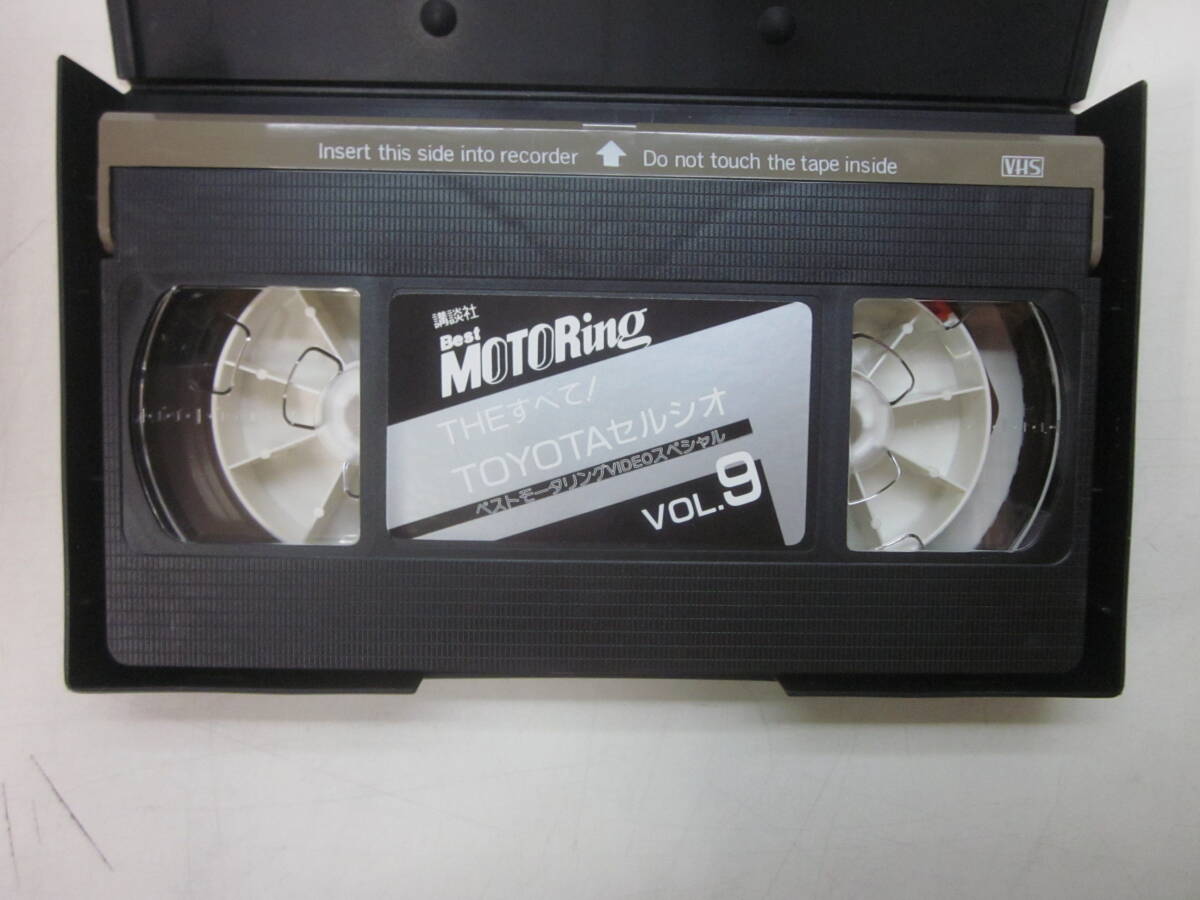 Insert this side into recorder Do not touch the tape inside VHS
講談社
Best
MOTORing
THEすべて!
TOYOTAセルシオ
ベストモータリングVIDEOスペシャル
VOL.9